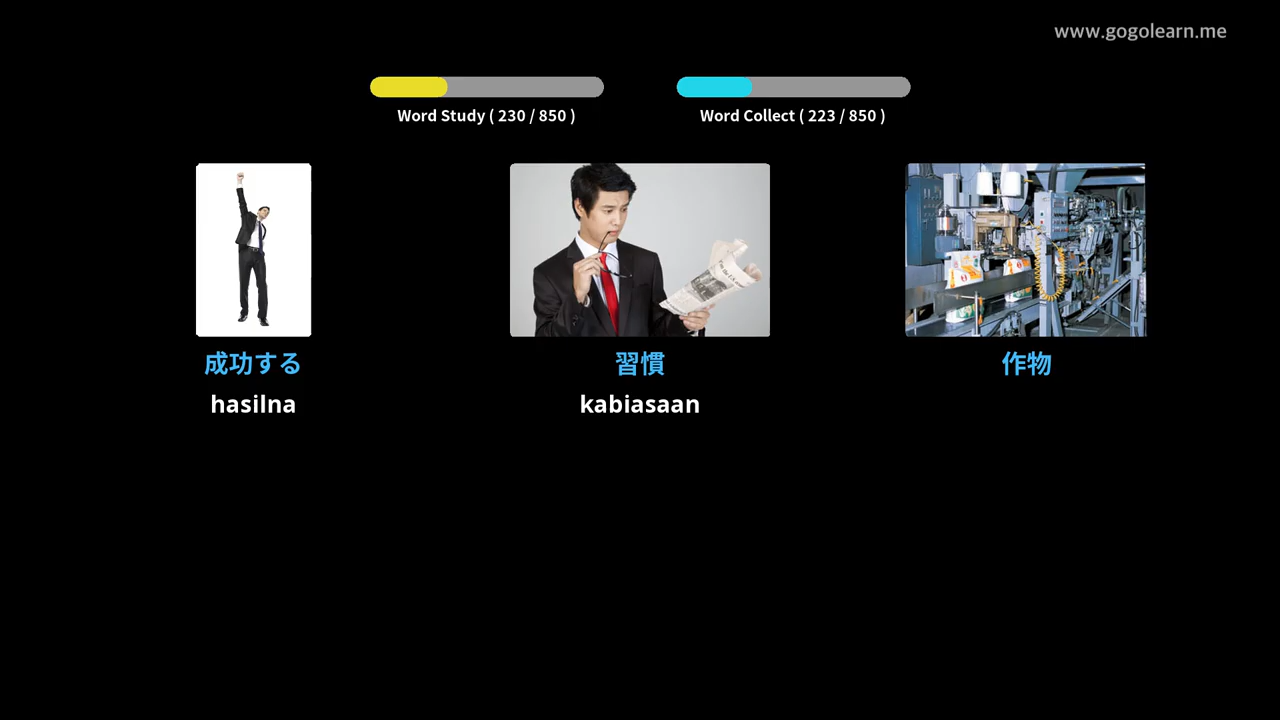 www.gogolearn.me
Word Study ( 230 / 850 )
Word Collect ( 223 / 850 )
成功する
習慣
作物
hasilna
kabiasaan